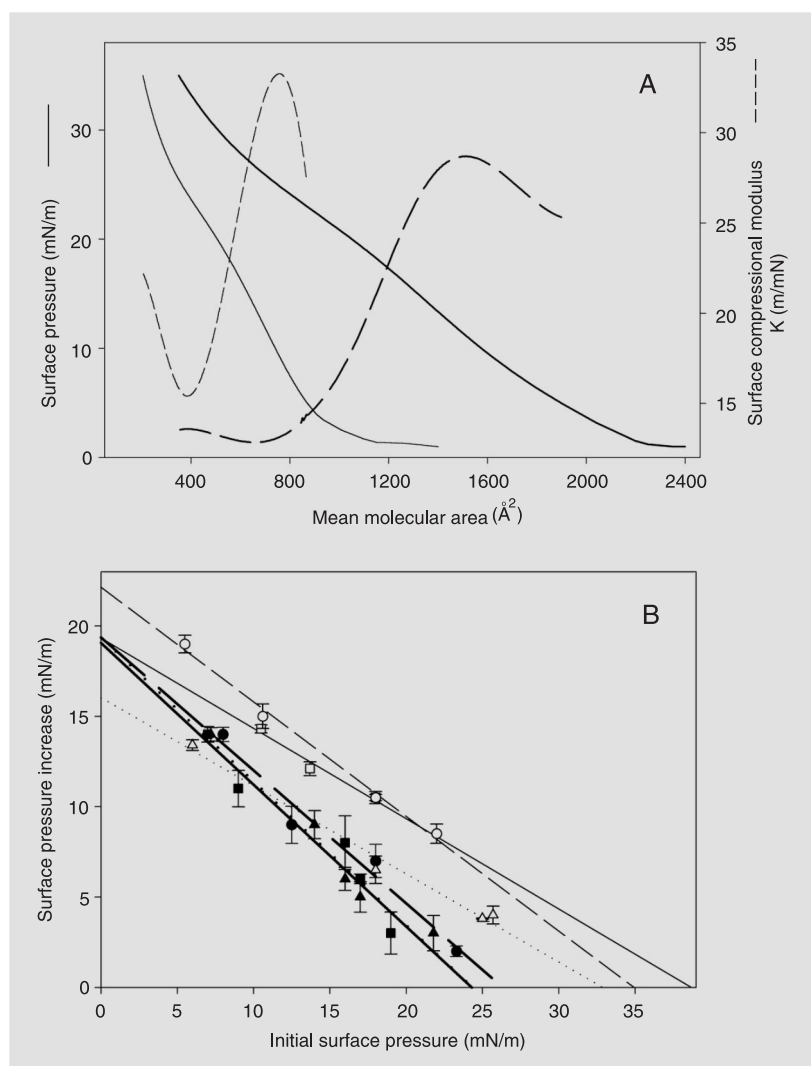 A
35
30
25
20
15
30
20
10
0
Surface pressure (mN/m)
Surface compressional modulus
K (m/mN)
400 800 1200 1600 2000 2400
Mean molecular area (Å²)
B
20
15
10
5
0
Surface pressure increase (mN/m)
0 5 10 15 20 25 30 35
Initial surface pressure (mN/m)